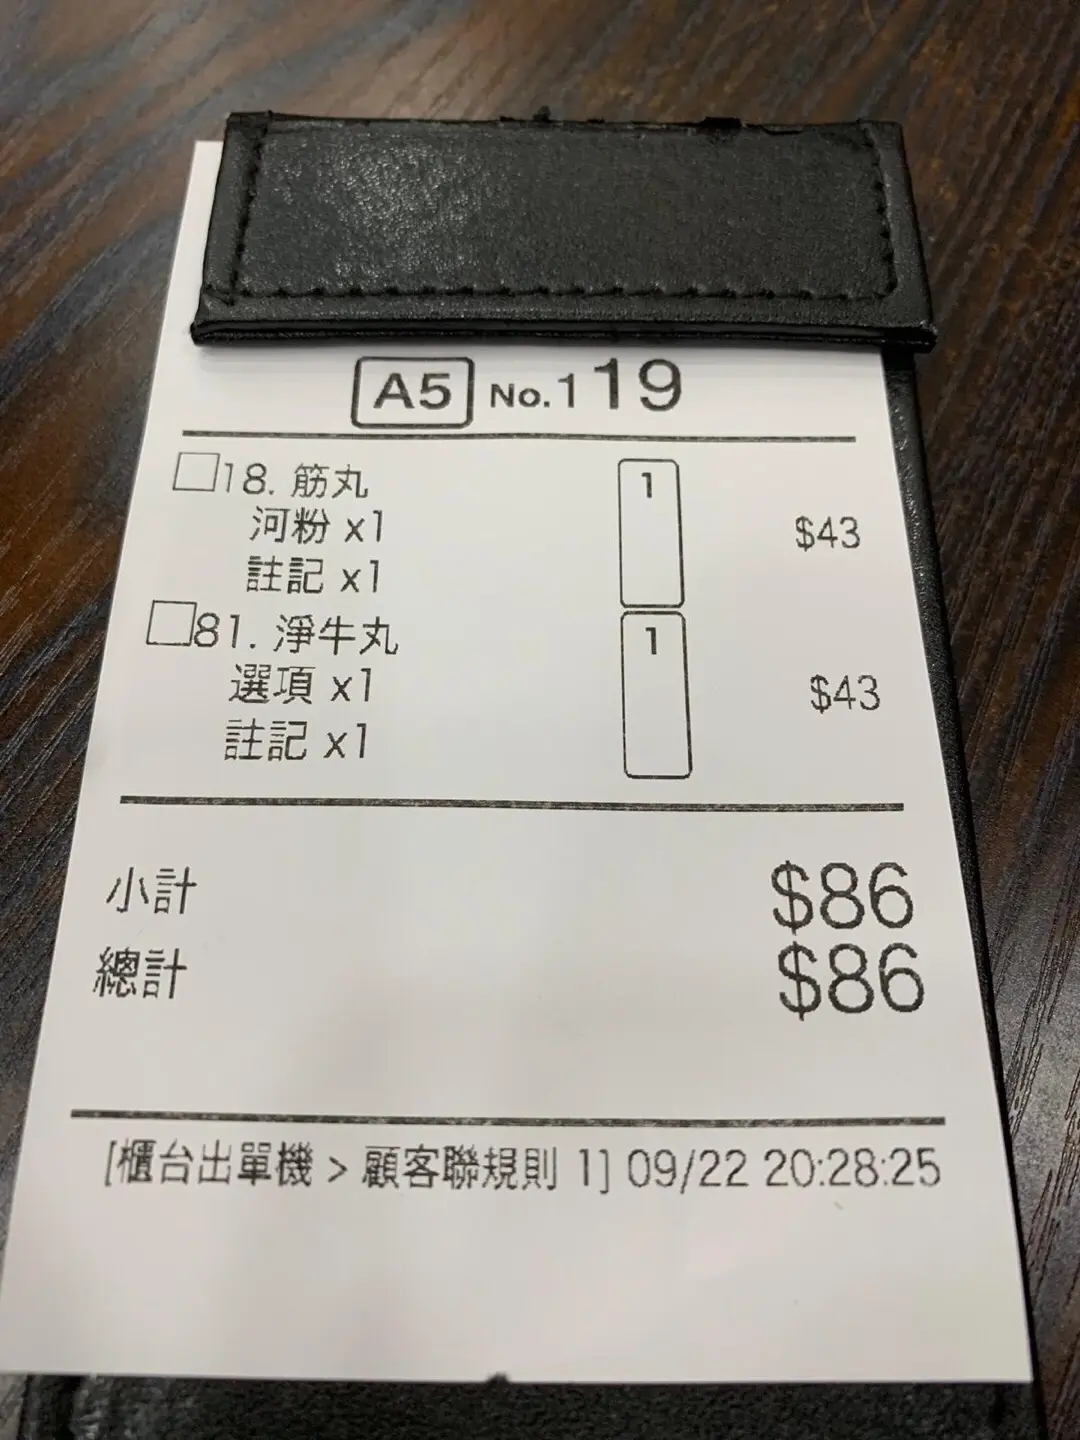 A5 No.119
18. 筋丸 1
河粉 x1 $43
註記 x1
81. 淨牛丸 1
選項 x1 $43
註記 x1
小計 $86
總計 $86
[櫃台出單機 > 顧客聯規則 1] 09/22 20:28:25